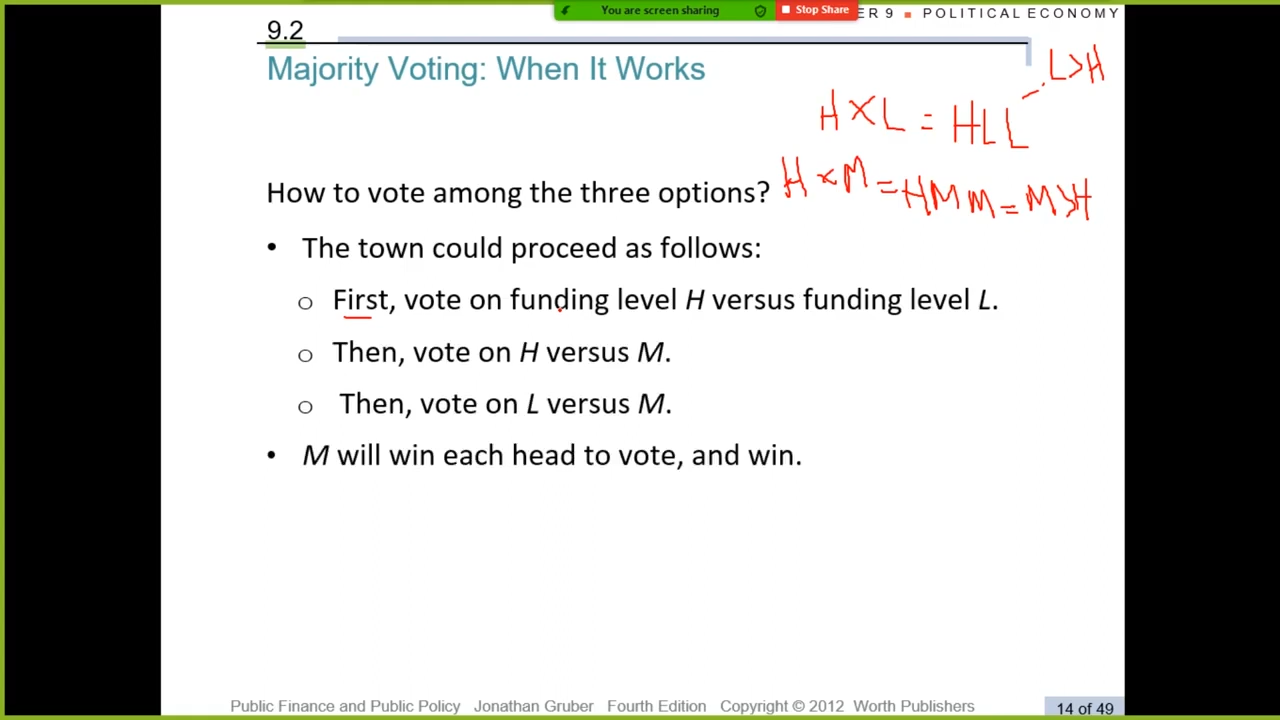 You are screen sharing Stop Share
ER 9 ▪ POLITICAL ECONOMY
9.2
Majority Voting: When It Works
L>H
H × L = HLL
H × M = HMM = M>H
How to vote among the three options?
• The town could proceed as follows:
o First, vote on funding level H versus funding level L.
o Then, vote on H versus M.
o Then, vote on L versus M.
• M will win each head to vote, and win.
Public Finance and Public Policy Jonathan Gruber Fourth Edition Copyright © 2012 Worth Publishers
14 of 49